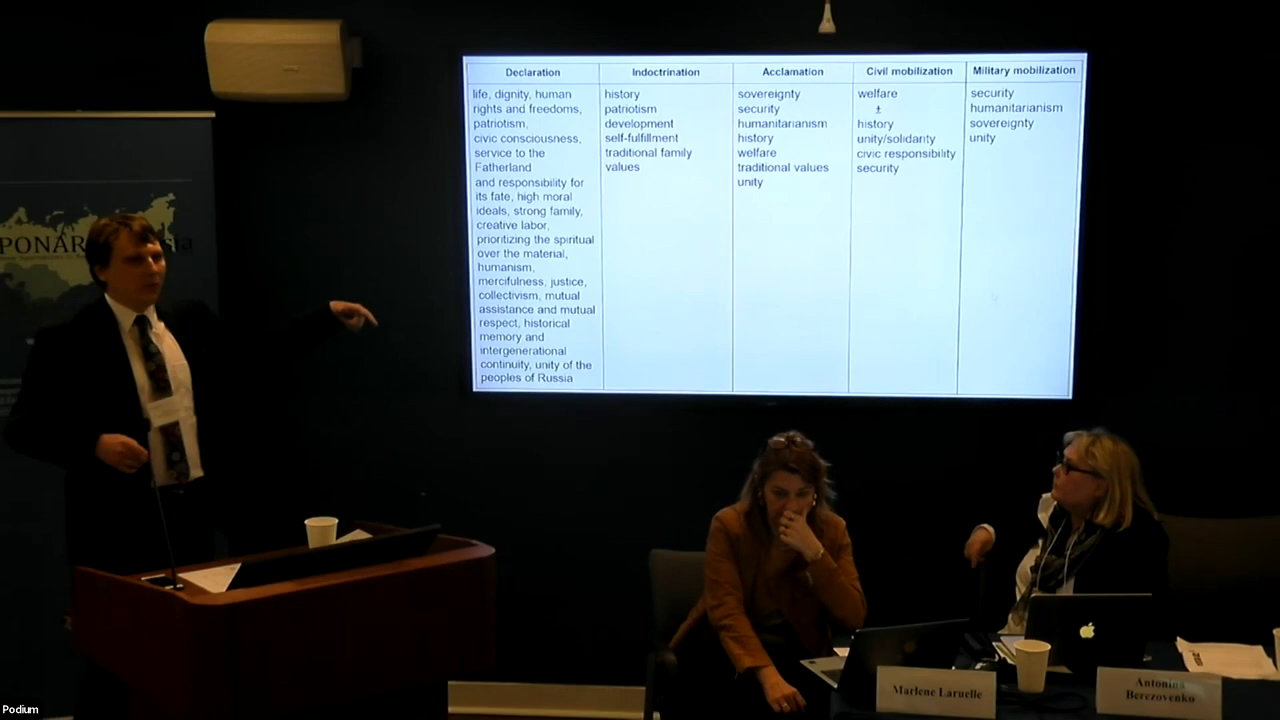 PONAR
sia
Declaration
life, dignity, human
rights and freedoms,
patriotism,
civic consciousness,
service to the
Fatherland
and responsibility for
its fate, high moral
ideals, strong family,
creative labor,
prioritizing the spiritual
over the material,
humanism,
mercifulness, justice,
collectivism, mutual
assistance and mutual
respect, historical
memory and
intergenerational
continuity, unity of the
peoples of Russia
Indoctrination
history
patriotism
development
self-fulfillment
traditional family
values
Acclamation
sovereignty
security
humanitarianism
history
welfare
traditional values
unity
Civil mobilization
welfare
±
history
unity/solidarity
civic responsibility
security
Military mobilization
security
humanitarianism
sovereignty
unity
Marlene Laruelle
Antonina
Berezovenko
Podium